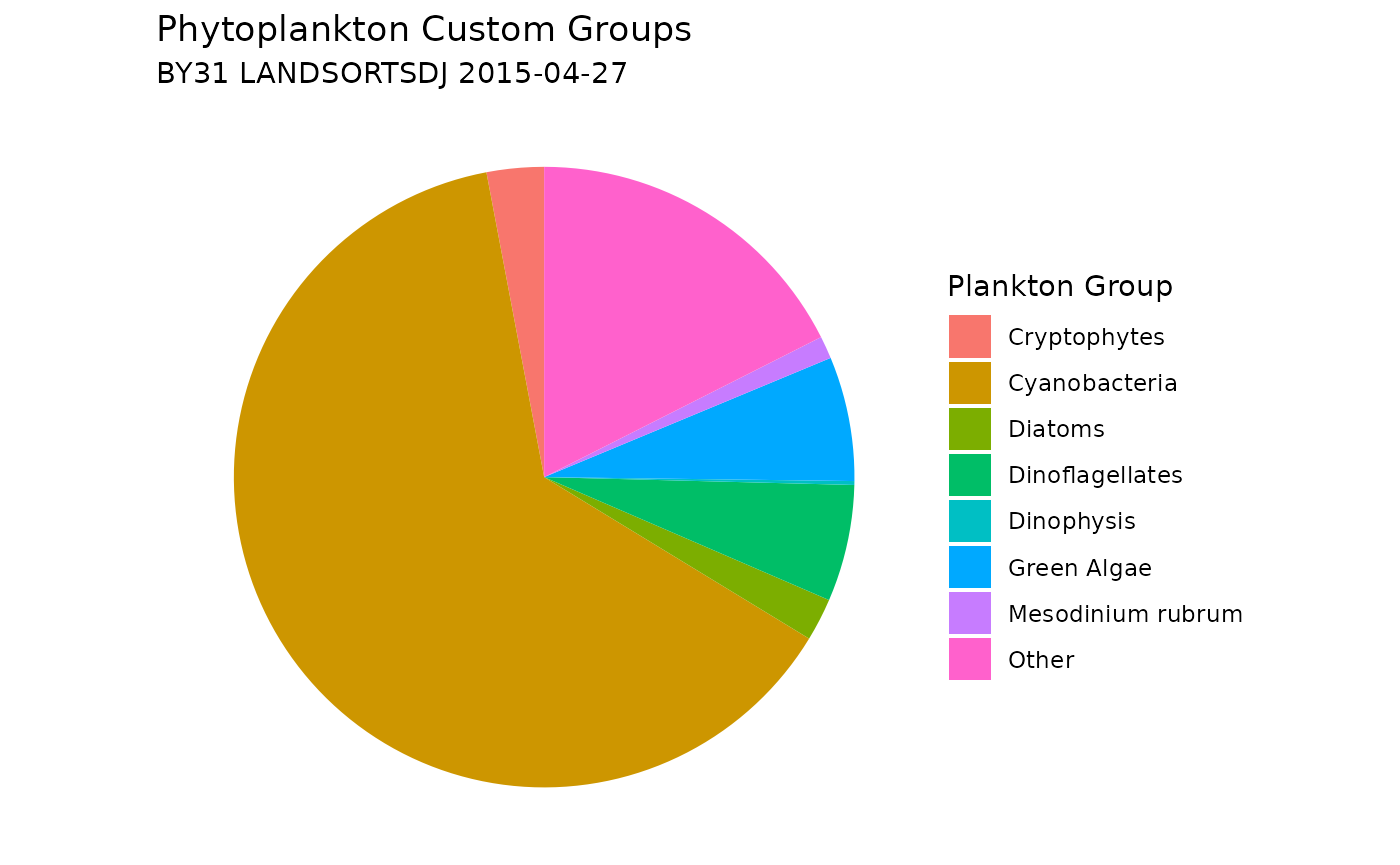 Phytoplankton Custom Groups
BY31 LANDSORTSDJ 2015-04-27
Plankton Group
Cryptophytes
Cyanobacteria
Diatoms
Dinoflagellates
Dinophysis
Green Algae
Mesodinium rubrum
Other